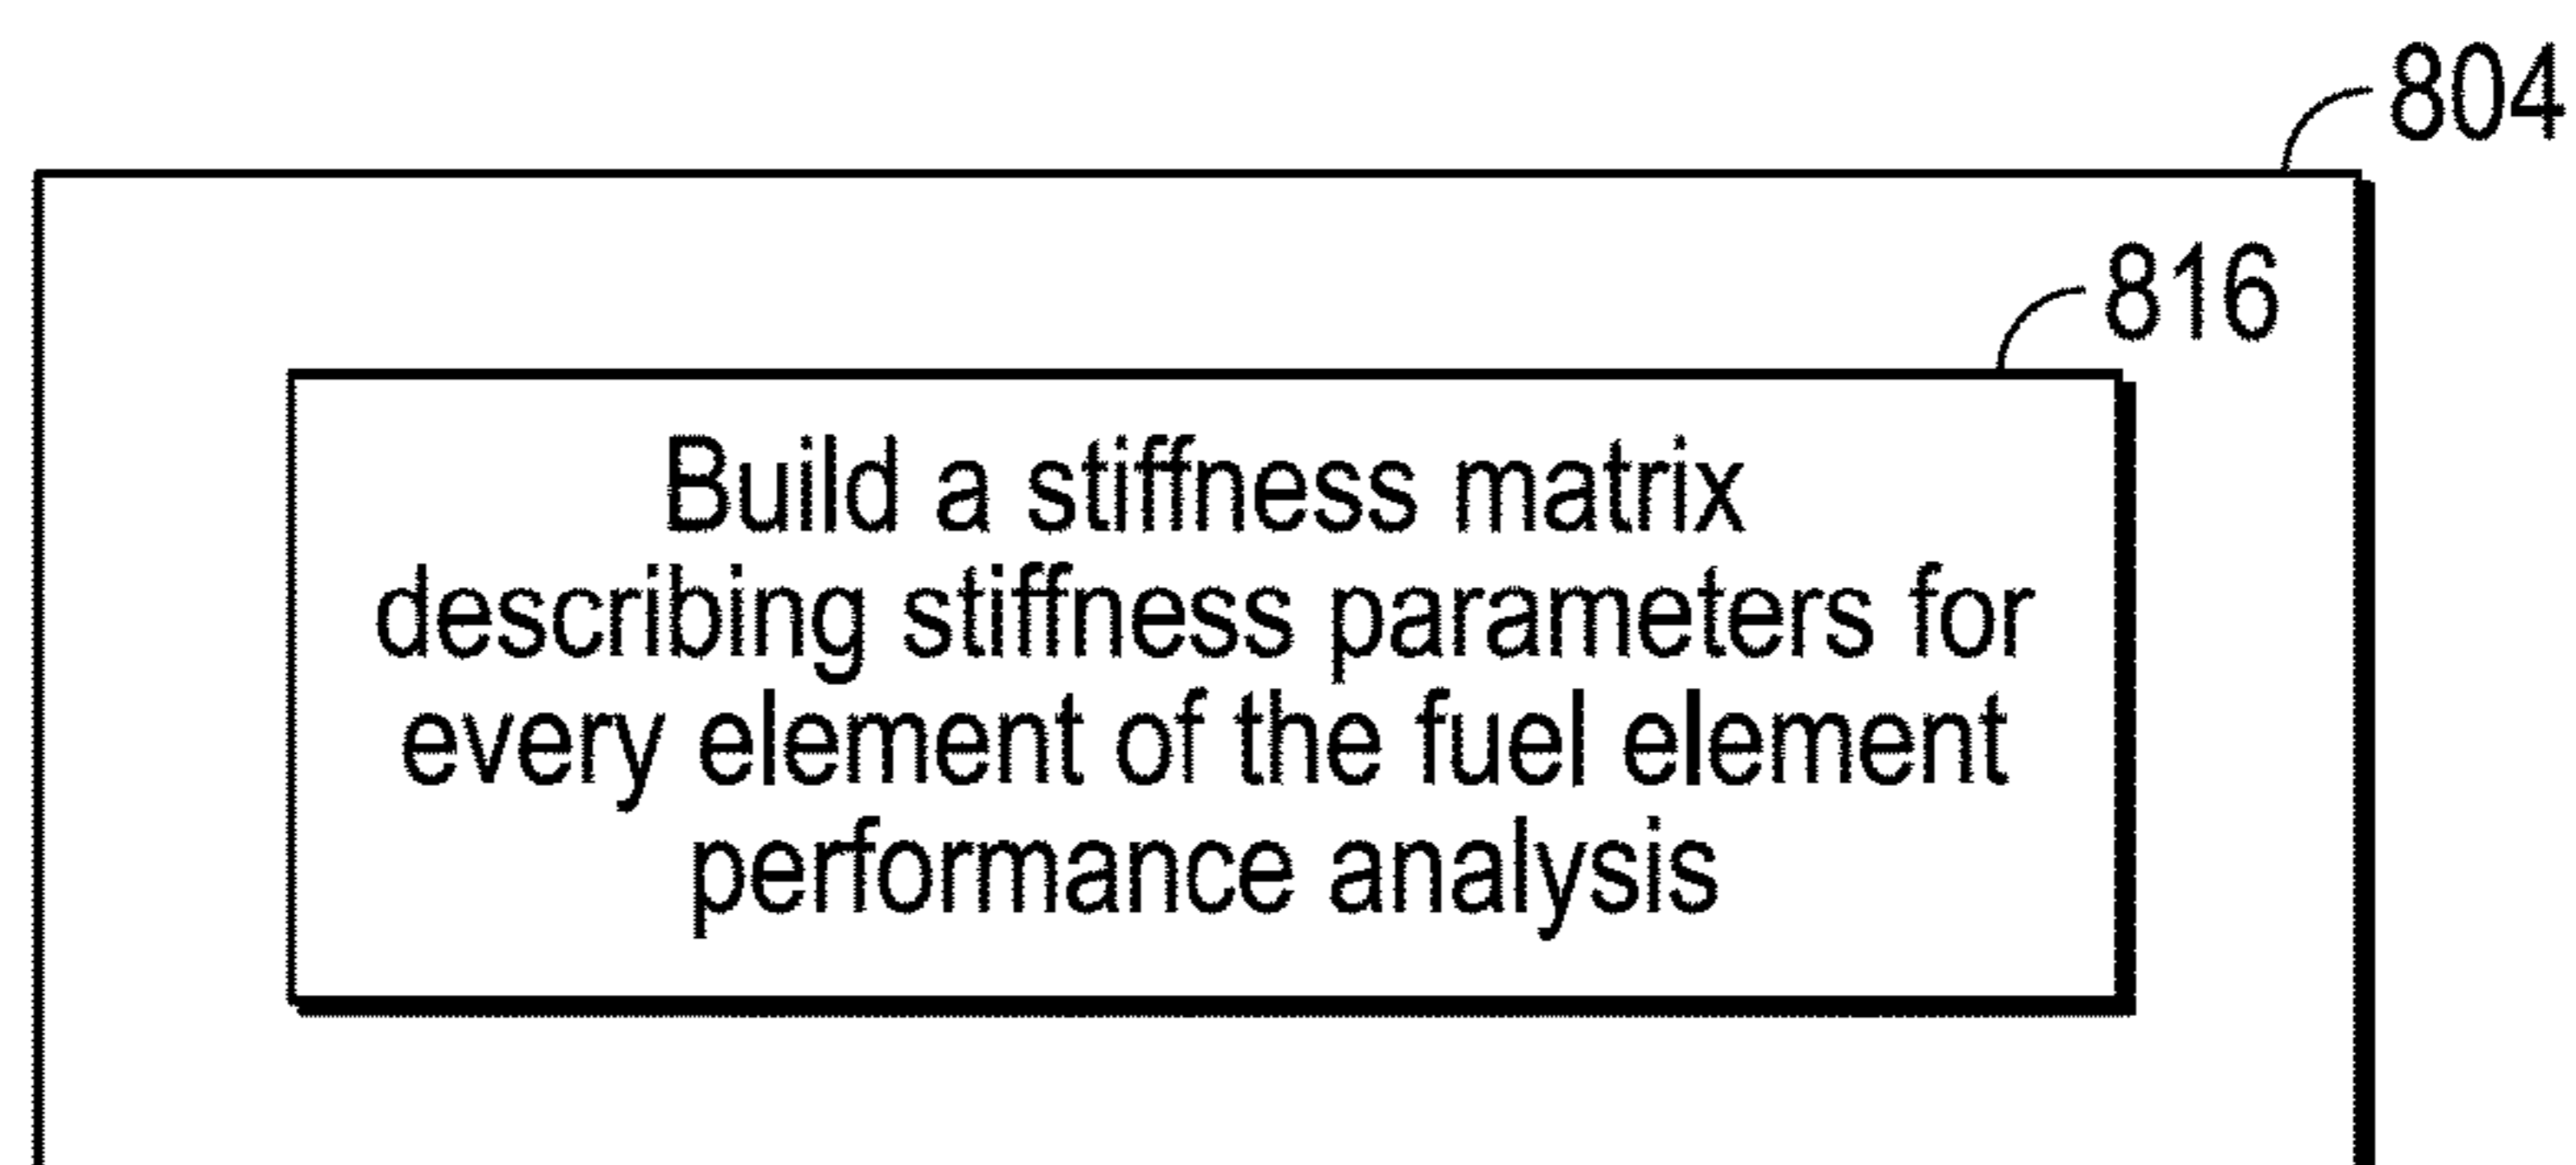 804
816
Build a stiffness matrix
describing stiffness parameters for
every element of the fuel element
performance analysis